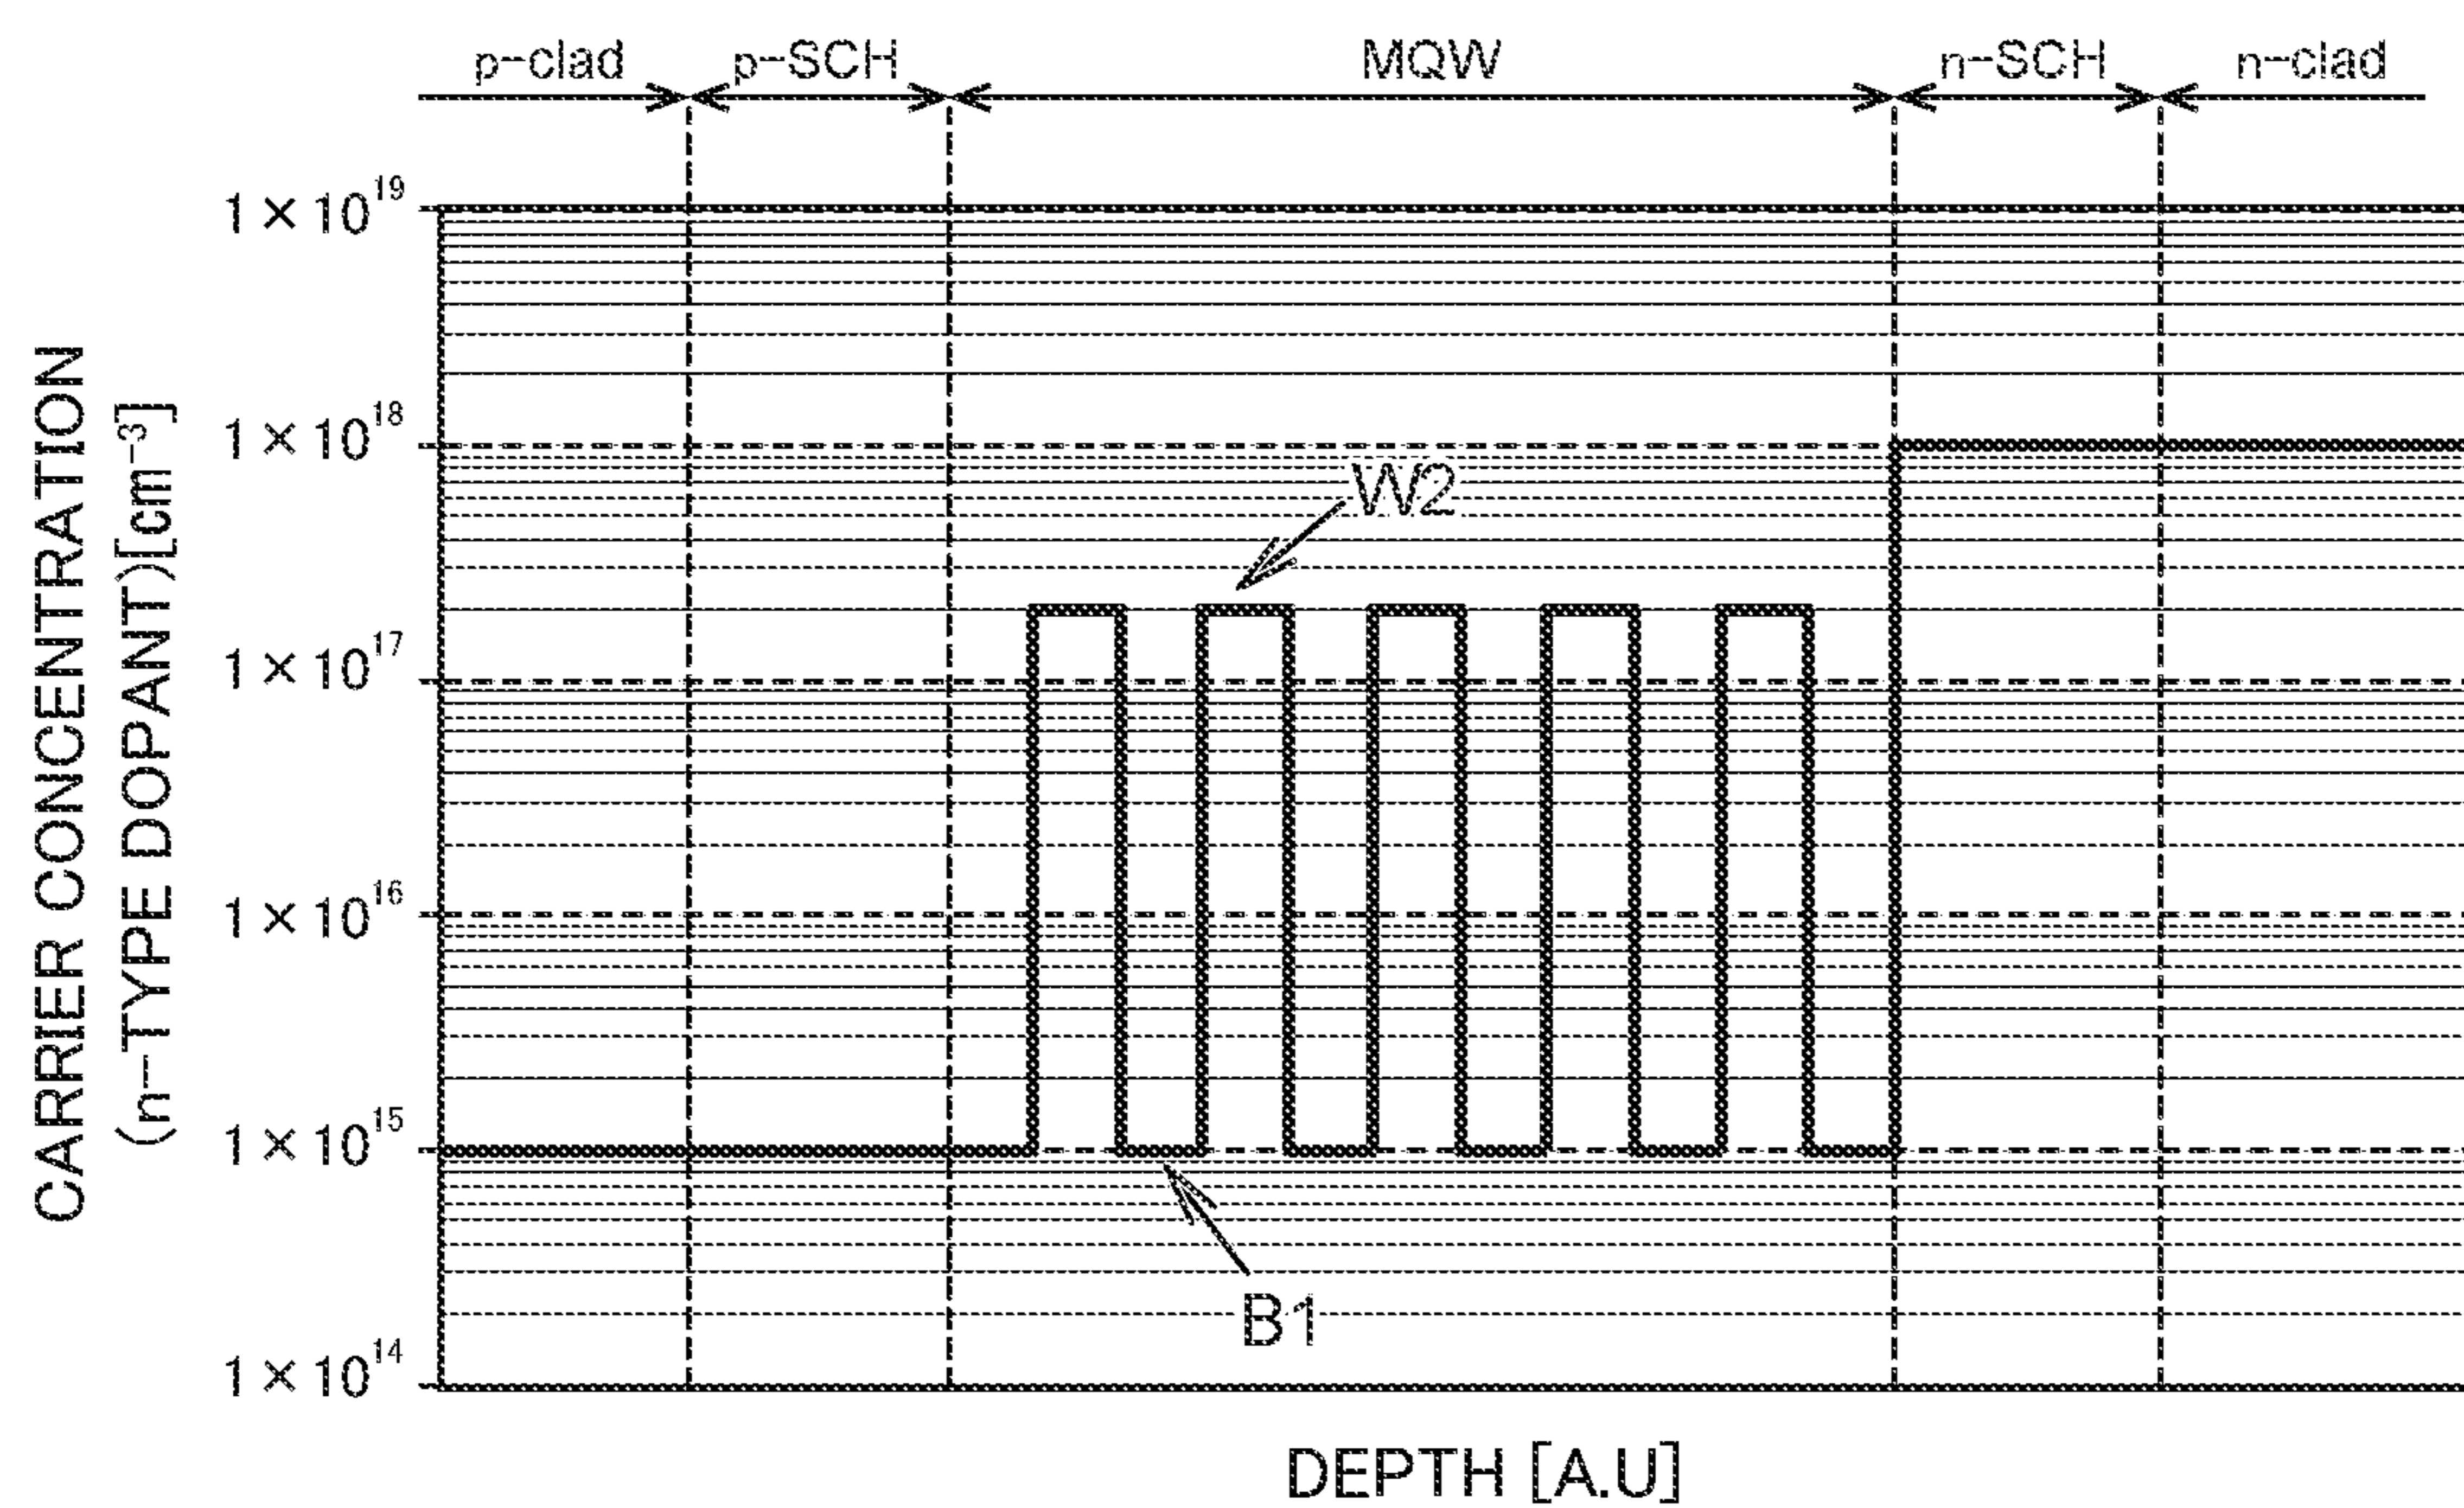 p-clad
p-SCH
MQW
n-SCH
n-clad
CARRIER CONCENTRATION
(n-TYPE DOPANT)[cm⁻³]
1×10¹⁹
1×10¹⁸
1×10¹⁷
1×10¹⁶
1×10¹⁵
1×10¹⁴
W2
B1
DEPTH [A.U]